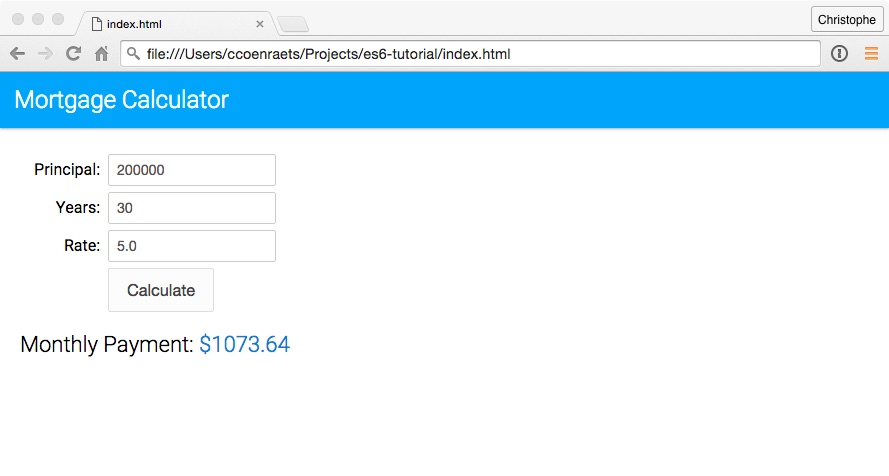 index.html
Christophe
file:///Users/ccoenraets/Projects/es6-tutorial/index.html
Mortgage Calculator
Principal: 200000
Years: 30
Rate: 5.0
Calculate
Monthly Payment: $1073.64